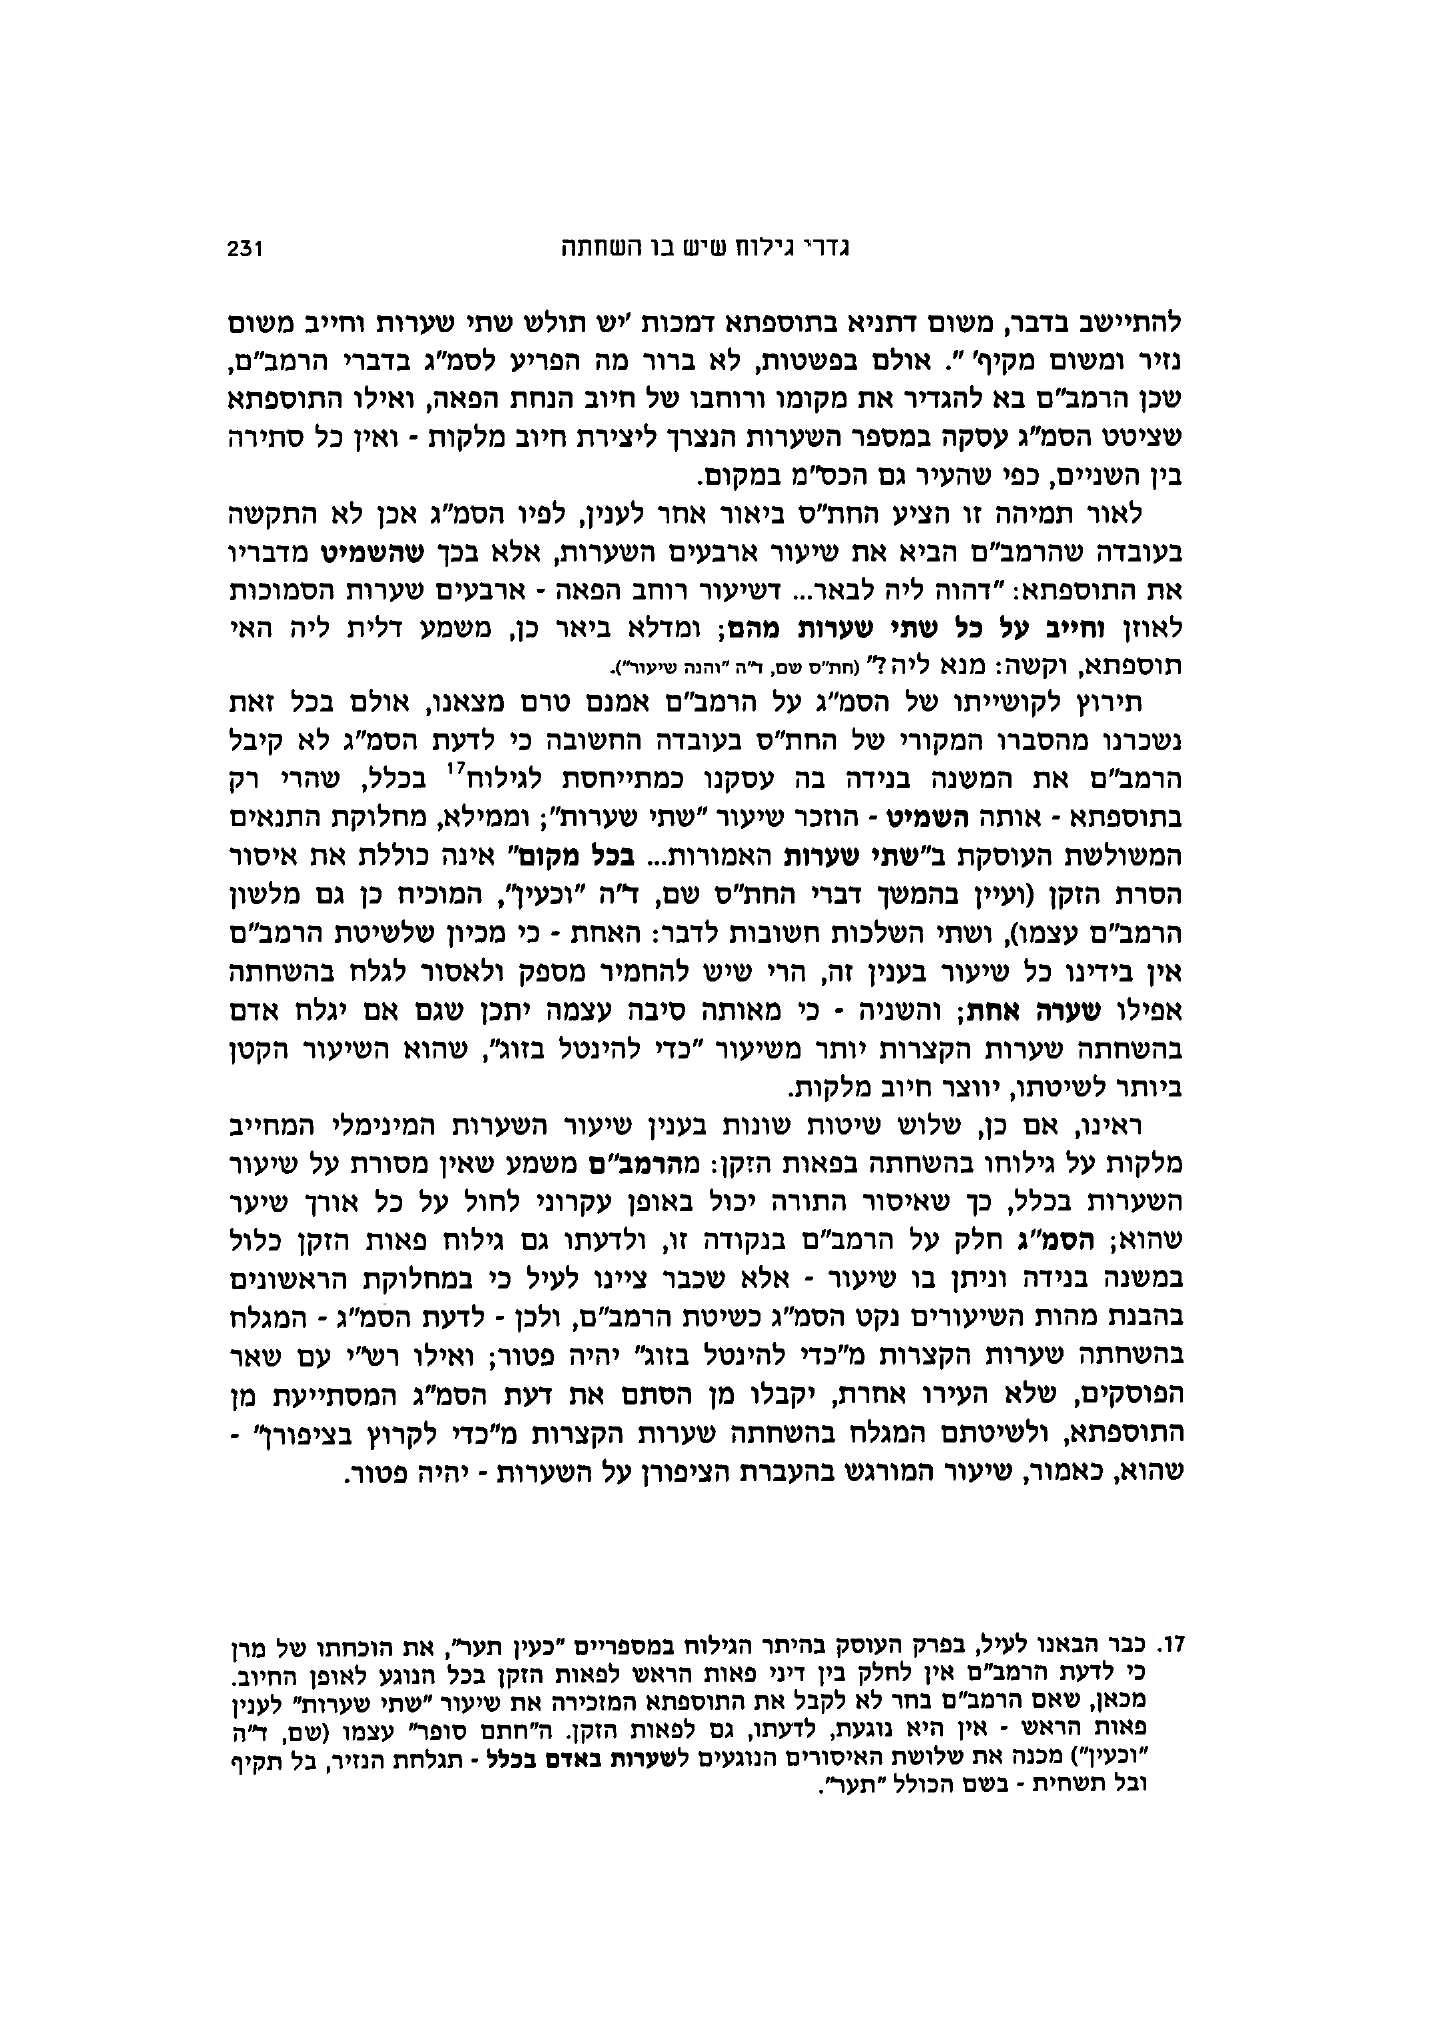 גדרי גילוח שיש בו השחתה 231
להתיישב בדבר, משום דתניא בתוספתא דמכות 'יש תולש שתי שערות וחייב משום
נזיר ומשום מקיף' ". אולם בפשטות, לא ברור מה הפריע לסמ"ג בדברי הרמב"ם,
שכן הרמב"ם בא להגדיר את מקומו ורוחבו של חיוב הנחת הפאה, ואילו התוספתא
שציטט הסמ"ג עסקה במספר השערות הנצרך ליצירת חיוב מלקות - ואין כל סתירה
בין השניים, כפי שהעיר גם הכס"מ במקום.
לאור תמיהה זו הציע החת"ס ביאור אחר לענין, לפיו הסמ"ג אכן לא התקשה
בעובדה שהרמב"ם הביא את שיעור ארבעים השערות, אלא בכך שהשמיט מדבריו
את התוספתא: "דהוה ליה לבאר... דשיעור רוחב הפאה - ארבעים שערות הסמוכות
לאוזן וחייב על כל שתי שערות מהם; ומדלא ביאר כן, משמע דלית ליה האי
תוספתא, וקשה: מנא ליה?" (חת"ס שם, ד"ה "והנה שיעור").
תירוץ לקושייתו של הסמ"ג על הרמב"ם אמנם טרם מצאנו, אולם בכל זאת
נשכרנו מהסברו המקורי של החת"ס בעובדה החשובה כי לדעת הסמ"ג לא קיבל
הרמב"ם את המשנה בנידה בה עסקנו כמתייחסת לגילוח17 בכלל, שהרי רק
בתוספתא - אותה השמיט - הוזכר שיעור "שתי שערות"; וממילא, מחלוקת התנאים
המשולשת העוסקת ב"שתי שערות האמורות... בכל מקום" אינה כוללת את איסור
הסרת הזקן (ועיין בהמשך דברי החת"ס שם, ד"ה "וכעין", המוכיח כן גם מלשון
הרמב"ם עצמו), ושתי השלכות חשובות לדבר: האחת - כי מכיון שלשיטת הרמב"ם
אין בידינו כל שיעור בענין זה, הרי שיש להחמיר מספק ולאסור לגלח בהשחתה
אפילו שערה אחת; והשניה - כי מאותה סיבה עצמה יתכן שגם אם יגלח אדם
בהשחתה שערות הקצרות יותר משיעור "כדי להינטל בזוג", שהוא השיעור הקטן
ביותר לשיטתו, יווצר חיוב מלקות.
ראינו, אם כן, שלוש שיטות שונות בענין שיעור השערות המינימלי המחייב
מלקות על גילוחו בהשחתה בפאות הזקן: מהרמב"ם משמע שאין מסורת על שיעור
השערות בכלל, כך שאיסור התורה יכול באופן עקרוני לחול על כל אורך שיער
שהוא; הסמ"ג חלק על הרמב"ם בנקודה זו, ולדעתו גם גילוח פאות הזקן כלול
במשנה בנידה וניתן בו שיעור - אלא שכבר ציינו לעיל כי במחלוקת הראשונים
בהבנת מהות השיעורים נקט הסמ"ג כשיטת הרמב"ם, ולכן - לדעת הסמ"ג - המגלח
בהשחתה שערות הקצרות מ"כדי להינטל בזוג" יהיה פטור; ואילו רש"י עם שאר
הפוסקים, שלא העירו אחרת, יקבלו מן הסתם את דעת הסמ"ג המסתייעת מן
התוספתא, ולשיטתם המגלח בהשחתה שערות הקצרות מ"כדי לקרוץ בציפורן" -
שהוא, כאמור, שיעור המורגש בהעברת הציפורן על השערות - יהיה פטור.
17. כבר הבאנו לעיל, בפרק העוסק בהיתר הגילוח במספריים "כעין תער", את הוכחתו של מרן
כי לדעת הרמב"ם אין לחלק בין דיני פאות הראש לפאות הזקן בכל הנוגע לאופן החיוב.
מכאן, שאם הרמב"ם בחר לא לקבל את התוספתא המזכירה את שיעור "שתי שערות" לענין
פאות הראש - אין היא נוגעת, לדעתו, גם לפאות הזקן. ה"חתם סופר" עצמו (שם, ד"ה
"וכעין") מכנה את שלושת האיסורים הנוגעים לשערות באדם בכלל - תגלחת הנזיר, בל תקיף
ובל תשחית - בשם הכולל "תער".